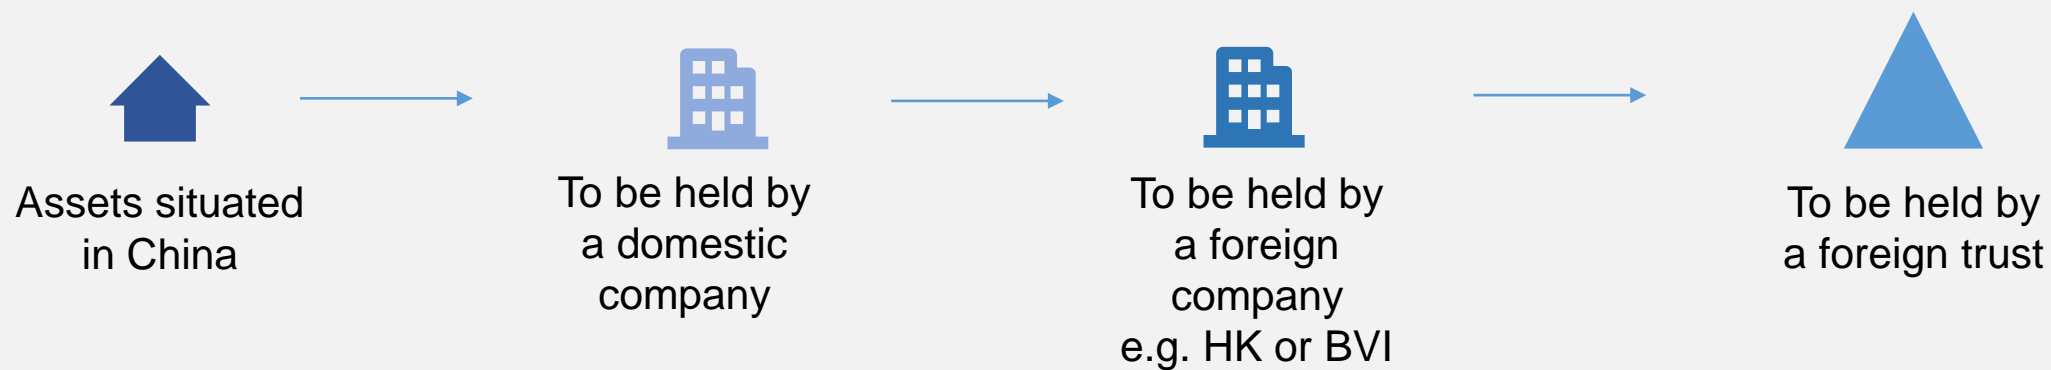 Assets situated
in China
To be held by
a domestic
company
To be held by
a foreign
company
e.g. HK or BVI
To be held by
a foreign trust